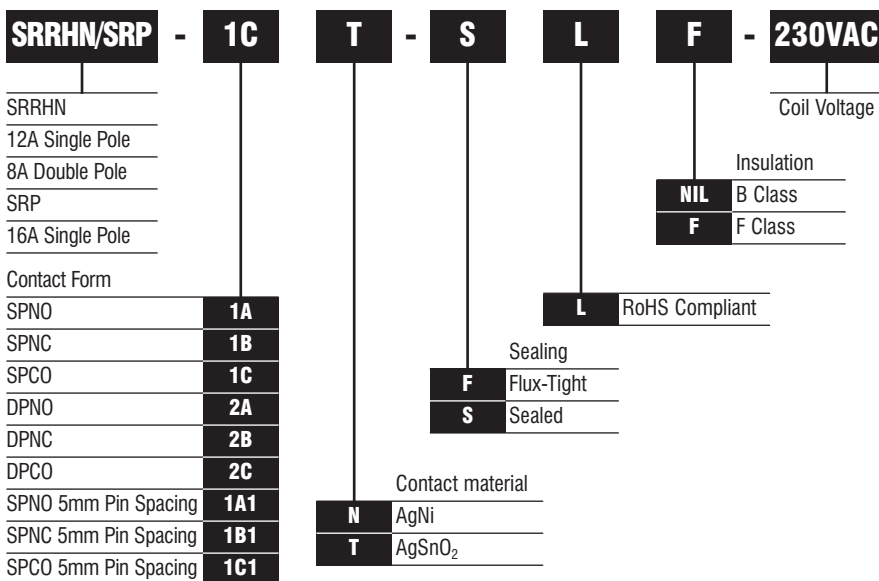 SRRHN/SRP - 1C T - S L F - 230VAC
SRRHN
12A Single Pole
8A Double Pole
SRP
16A Single Pole
Coil Voltage
Insulation
NIL B Class
F F Class
Contact Form
SPNO 1A
SPNC 1B
SPCO 1C
DPNO 2A
DPNC 2B
DPCO 2C
SPNO 5mm Pin Spacing 1A1
SPNC 5mm Pin Spacing 1B1
SPCO 5mm Pin Spacing 1C1
L RoHS Compliant
Sealing
F Flux-Tight
S Sealed
Contact material
N AgNi
T AgSnO₂